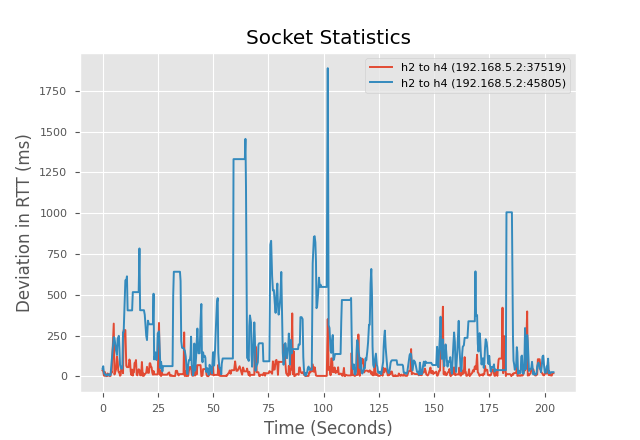 Socket Statistics
h2 to h4 (192.168.5.2:37519)
h2 to h4 (192.168.5.2:45805)
Deviation in RTT (ms)
1750
1500
1250
1000
750
500
250
0
0 25 50 75 100 125 150 175 200
Time (Seconds)